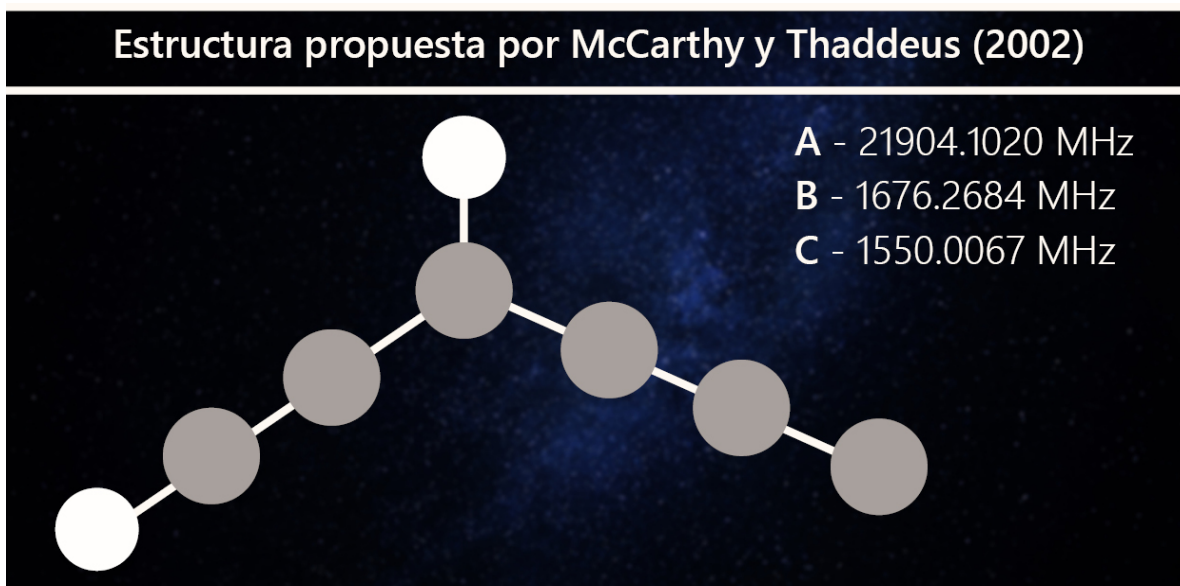 Estructura propuesta por McCarthy y Thaddeus (2002)
A - 21904.1020 MHz
B - 1676.2684 MHz
C - 1550.0067 MHz